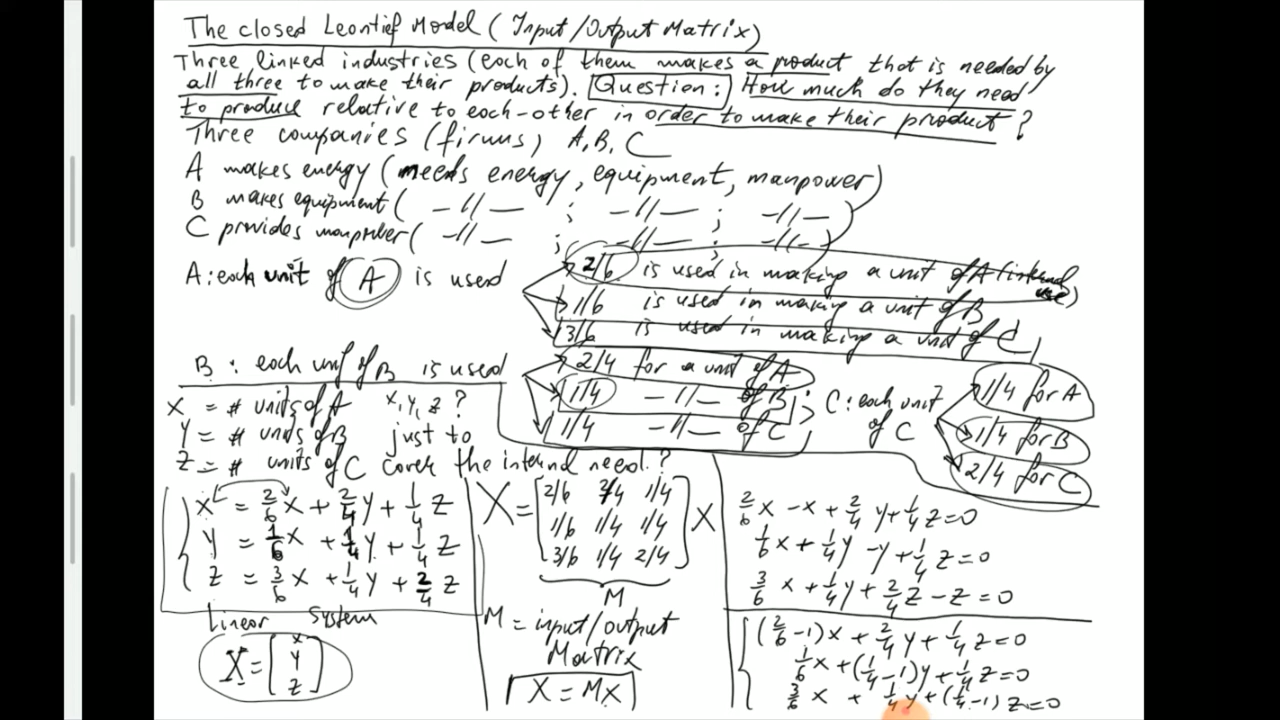 The closed Leontief Model (Input/Output Matrix)
Three linked industries (each of them makes a product that is needed by
all three to make their products). Question: How much do they need
to produce relative to each-other in order to make their product?
Three companies (firms) A, B, C
A makes energy (needs energy, equipment, manpower)
B makes equipment ( -//- ; -//- ; -//- )
C provides manpower ( -//- ; -//- ; -//- )
A: each unit of A is used
2/6 is used in making a unit of A (internal use)
1/6 is used in making a unit of B
3/6 is used in making a unit of C
B: each unit of B is used
2/4 for a unit of A
1/4 -//- of B
1/4 -//- of C
; C: each unit of C
1/4 for A
1/4 for B
2/4 for C
X = # units of A x, y, z ?
Y = # units of B just to
Z = # units of C cover the internal need?
x = 2/6 x + 2/4 y + 1/4 z
y = 1/6 x + 1/4 y + 1/4 z
z = 3/6 x + 1/4 y + 2/4 z
Linear System
X = [x y z]
X = [2/6 2/4 1/4
1/6 1/4 1/4
3/6 1/4 2/4] X
M
M = input/output
Matrix
X = MX
2/6 x - x + 2/4 y + 1/4 z = 0
1/6 x + 1/4 y - y + 1/4 z = 0
3/6 x + 1/4 y + 2/4 z - z = 0
(2/6 - 1)x + 2/4 y + 1/4 z = 0
1/6 x + (1/4 - 1)y + 1/4 z = 0
3/6 x + 1/4 y + (1/4 - 1) z = 0